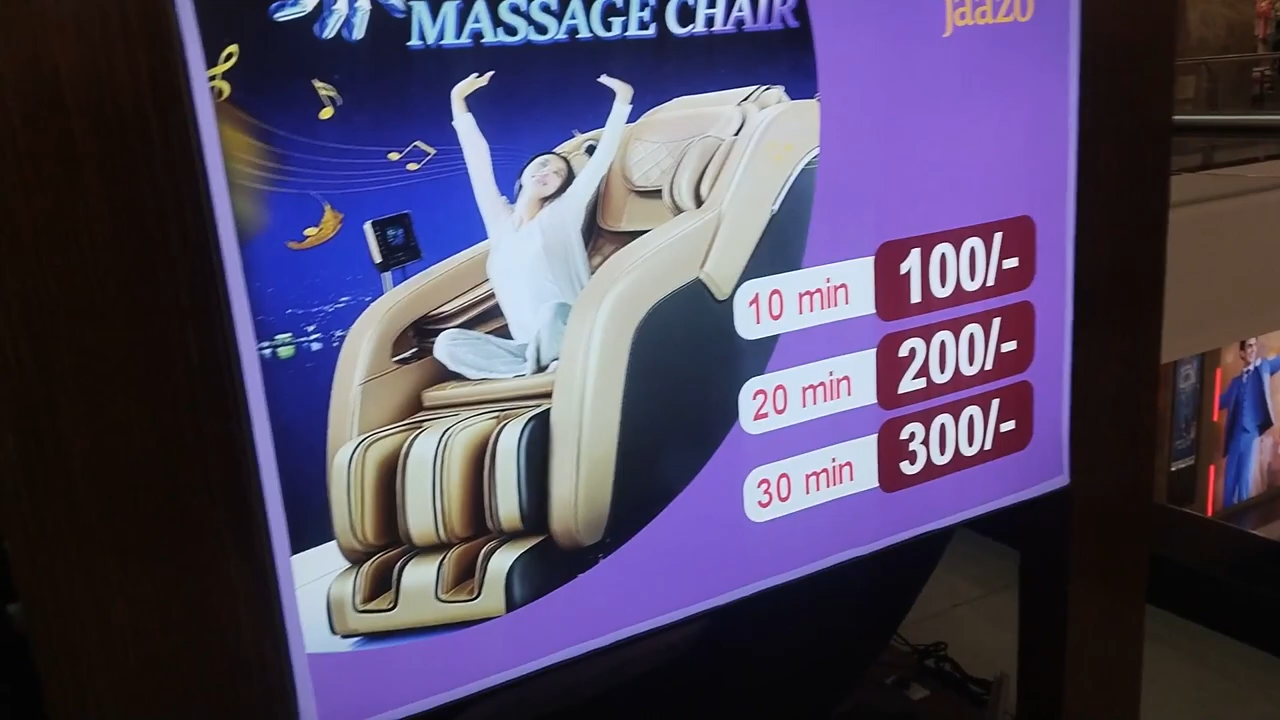 MASSAGE CHAIR
jaazo
10 min 100/-
20 min 200/-
30 min 300/-